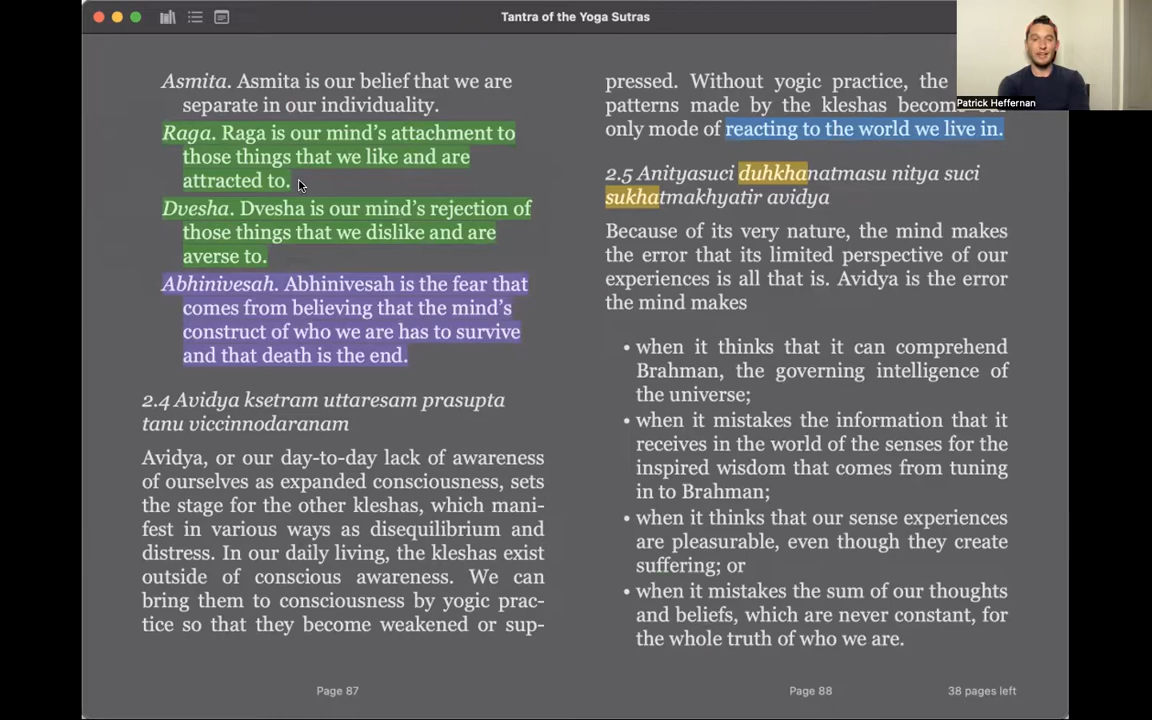 Tantra of the Yoga Sutras
Patrick Heffernan
Asmita. Asmita is our belief that we are
separate in our individuality.
Raga. Raga is our mind's attachment to
those things that we like and are
attracted to.
Dvesha. Dvesha is our mind's rejection of
those things that we dislike and are
averse to.
Abhinivesah. Abhinivesah is the fear that
comes from believing that the mind's
construct of who we are has to survive
and that death is the end.
2.4 Avidya ksetram uttaresam prasupta
tanu viccinnodaranam
Avidya, or our day-to-day lack of awareness
of ourselves as expanded consciousness, sets
the stage for the other kleshas, which mani-
fest in various ways as disequilibrium and
distress. In our daily living, the kleshas exist
outside of conscious awareness. We can
bring them to consciousness by yogic prac-
tice so that they become weakened or sup-
Page 87
pressed. Without yogic practice, the
patterns made by the kleshas become
only mode of reacting to the world we live in.
2.5 Anityasuci duhkhanatmasu nitya suci
sukhatmakhyatir avidya
Because of its very nature, the mind makes
the error that its limited perspective of our
experiences is all that is. Avidya is the error
the mind makes
• when it thinks that it can comprehend
Brahman, the governing intelligence of
the universe;
• when it mistakes the information that it
receives in the world of the senses for the
inspired wisdom that comes from tuning
in to Brahman;
• when it thinks that our sense experiences
are pleasurable, even though they create
suffering; or
• when it mistakes the sum of our thoughts
and beliefs, which are never constant, for
the whole truth of who we are.
Page 88
38 pages left